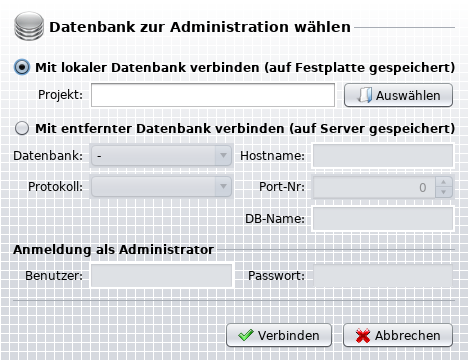 Datenbank zur Administration wählen
Mit lokaler Datenbank verbinden (auf Festplatte gespeichert)
Projekt: Auswählen
Mit entfernter Datenbank verbinden (auf Server gespeichert)
Datenbank: - Hostname:
Protokoll: Port-Nr: 0
DB-Name:
Anmeldung als Administrator
Benutzer: Passwort:
Verbinden Abbrechen